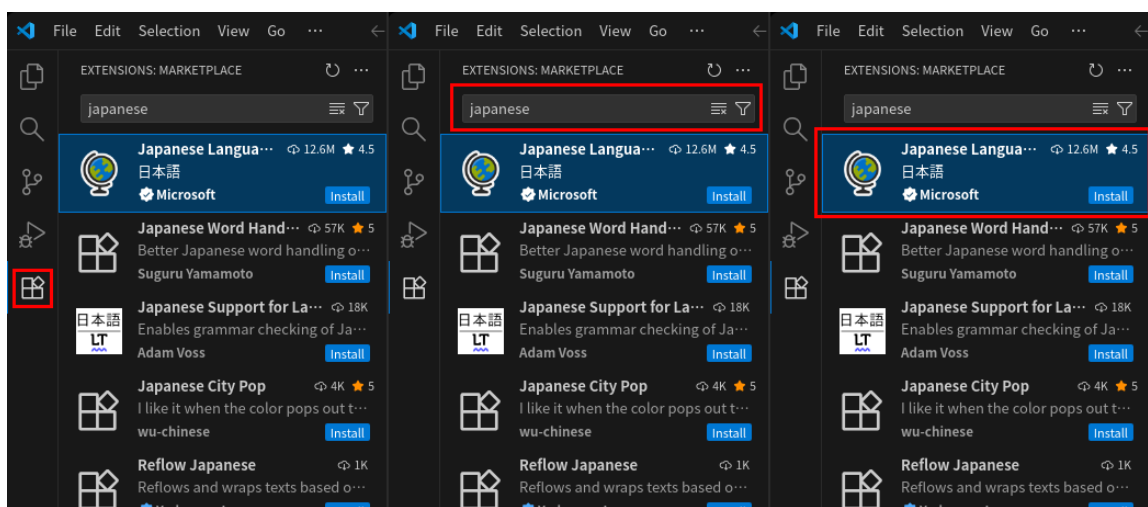 File Edit Selection View Go ···
EXTENSIONS: MARKETPLACE
japanese
Japanese Langua··· 12.6M 4.5
日本語
Microsoft Install
Japanese Word Hand··· 57K 5
Better Japanese word handling o···
Suguru Yamamoto Install
日本語
LT
Japanese Support for La··· 18K
Enables grammar checking of Ja···
Adam Voss Install
Japanese City Pop 4K 5
I like it when the color pops out t···
wu-chinese Install
Reflow Japanese 1K
Reflows and wraps texts based o···
File Edit Selection View Go ···
EXTENSIONS: MARKETPLACE
japanese
Japanese Langua··· 12.6M 4.5
日本語
Microsoft Install
Japanese Word Hand··· 57K 5
Better Japanese word handling o···
Suguru Yamamoto Install
日本語
LT
Japanese Support for La··· 18K
Enables grammar checking of Ja···
Adam Voss Install
Japanese City Pop 4K 5
I like it when the color pops out t···
wu-chinese Install
Reflow Japanese 1K
Reflows and wraps texts based o···
File Edit Selection View Go ···
EXTENSIONS: MARKETPLACE
japanese
Japanese Langua··· 12.6M 4.5
日本語
Microsoft Install
Japanese Word Hand··· 57K 5
Better Japanese word handling o···
Suguru Yamamoto Install
日本語
LT
Japanese Support for La··· 18K
Enables grammar checking of Ja···
Adam Voss Install
Japanese City Pop 4K 5
I like it when the color pops out t···
wu-chinese Install
Reflow Japanese 1K
Reflows and wraps texts based o···